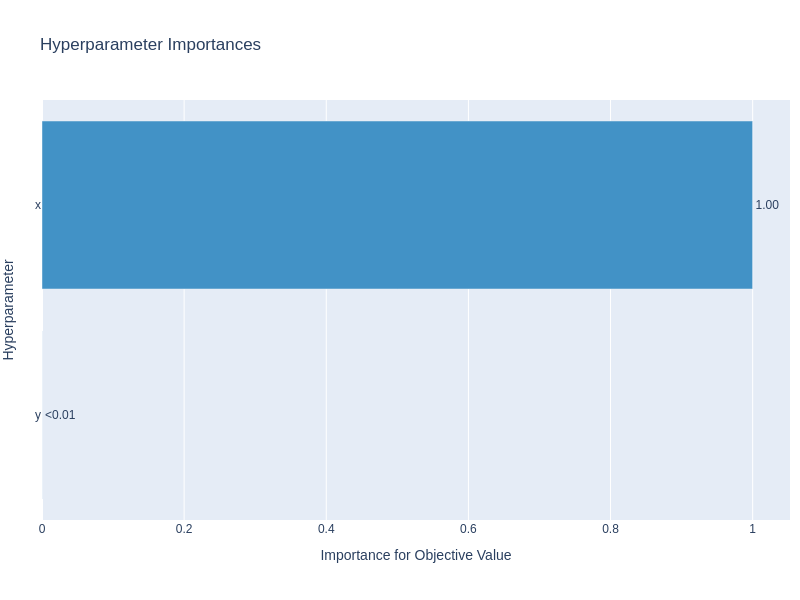 Hyperparameter Importances
Hyperparameter
x
1.00
y
<0.01
0
0.2
0.4
0.6
0.8
1
Importance for Objective Value